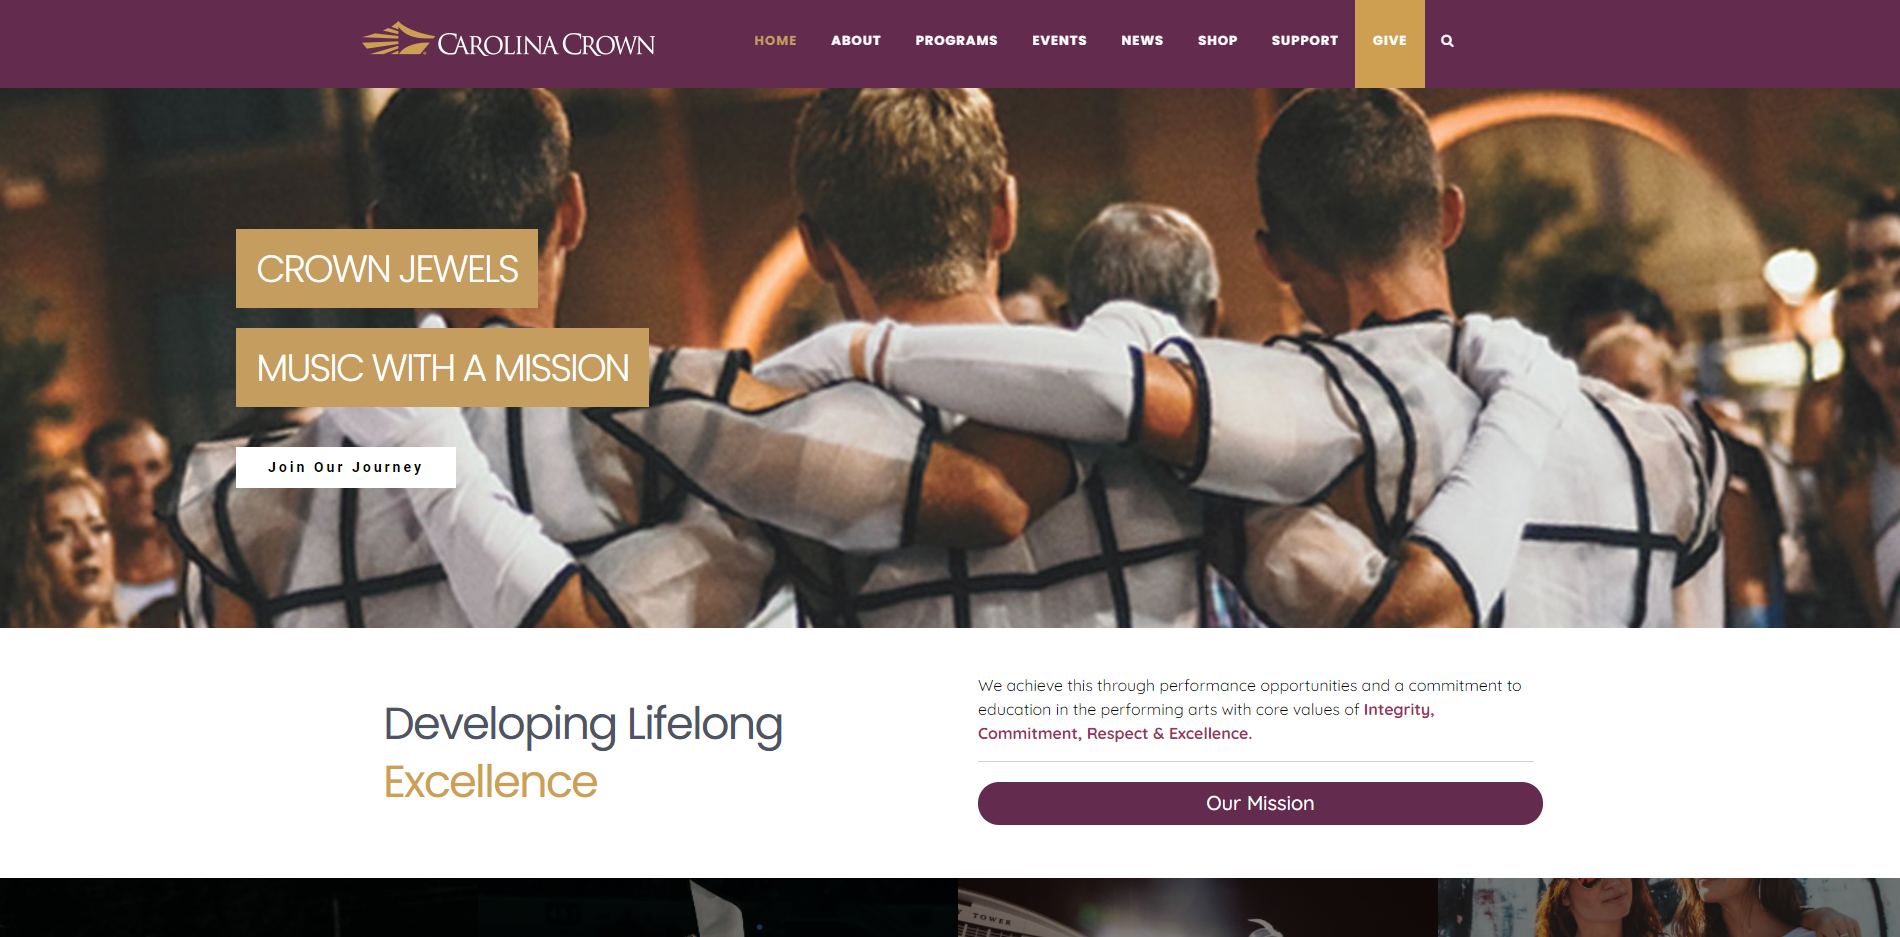 CAROLINA CROWN
HOME ABOUT PROGRAMS EVENTS NEWS SHOP SUPPORT GIVE
CROWN JEWELS
MUSIC WITH A MISSION
Join Our Journey
Developing Lifelong
Excellence
We achieve this through performance opportunities and a commitment to
education in the performing arts with core values of Integrity,
Commitment, Respect & Excellence.
Our Mission
TOWER